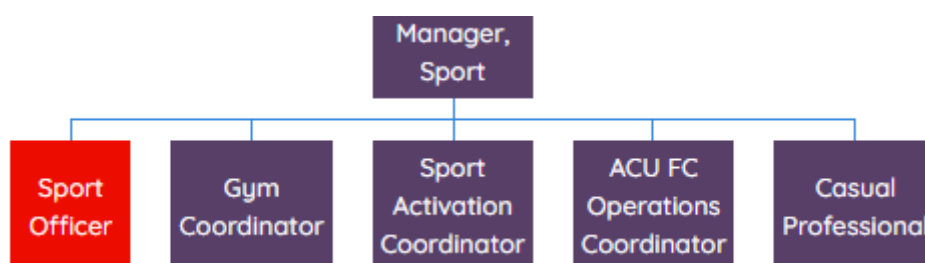 Manager,
Sport
Sport
Officer
Gym
Coordinator
Sport
Activation
Coordinator
ACU FC
Operations
Coordinator
Casual
Professional